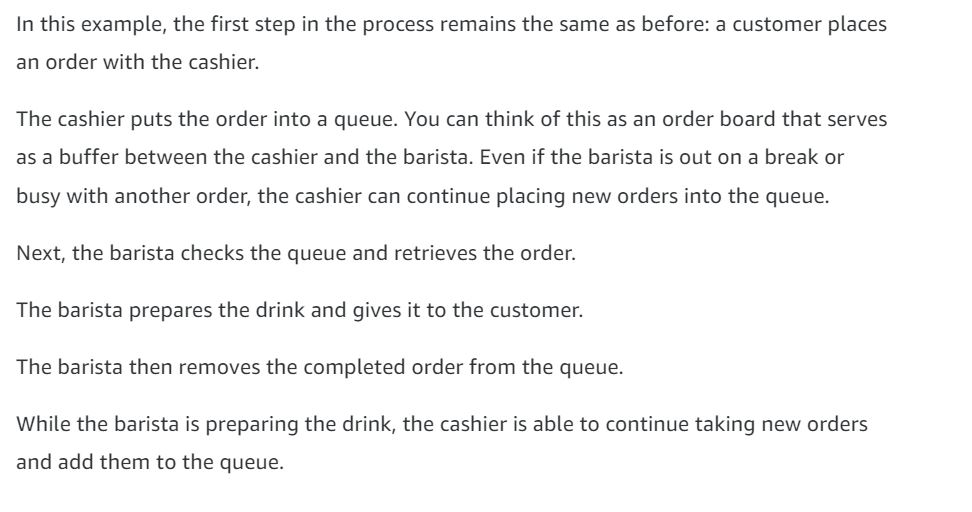 In this example, the first step in the process remains the same as before: a customer places
an order with the cashier.
The cashier puts the order into a queue. You can think of this as an order board that serves
as a buffer between the cashier and the barista. Even if the barista is out on a break or
busy with another order, the cashier can continue placing new orders into the queue.
Next, the barista checks the queue and retrieves the order.
The barista prepares the drink and gives it to the customer.
The barista then removes the completed order from the queue.
While the barista is preparing the drink, the cashier is able to continue taking new orders
and add them to the queue.